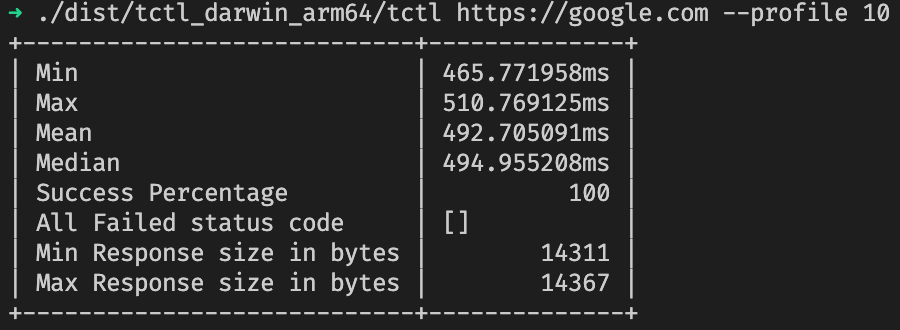 ➜ ./dist/tctl_darwin_arm64/tctl https://google.com --profile 10
+----------------------------+--------------+
| Min                        | 465.771958ms |
| Max                        | 510.769125ms |
| Mean                       | 492.705091ms |
| Median                     | 494.955208ms |
| Success Percentage         |          100 |
| All Failed status code     | []           |
| Min Response size in bytes |        14311 |
| Max Response size in bytes |        14367 |
+----------------------------+--------------+